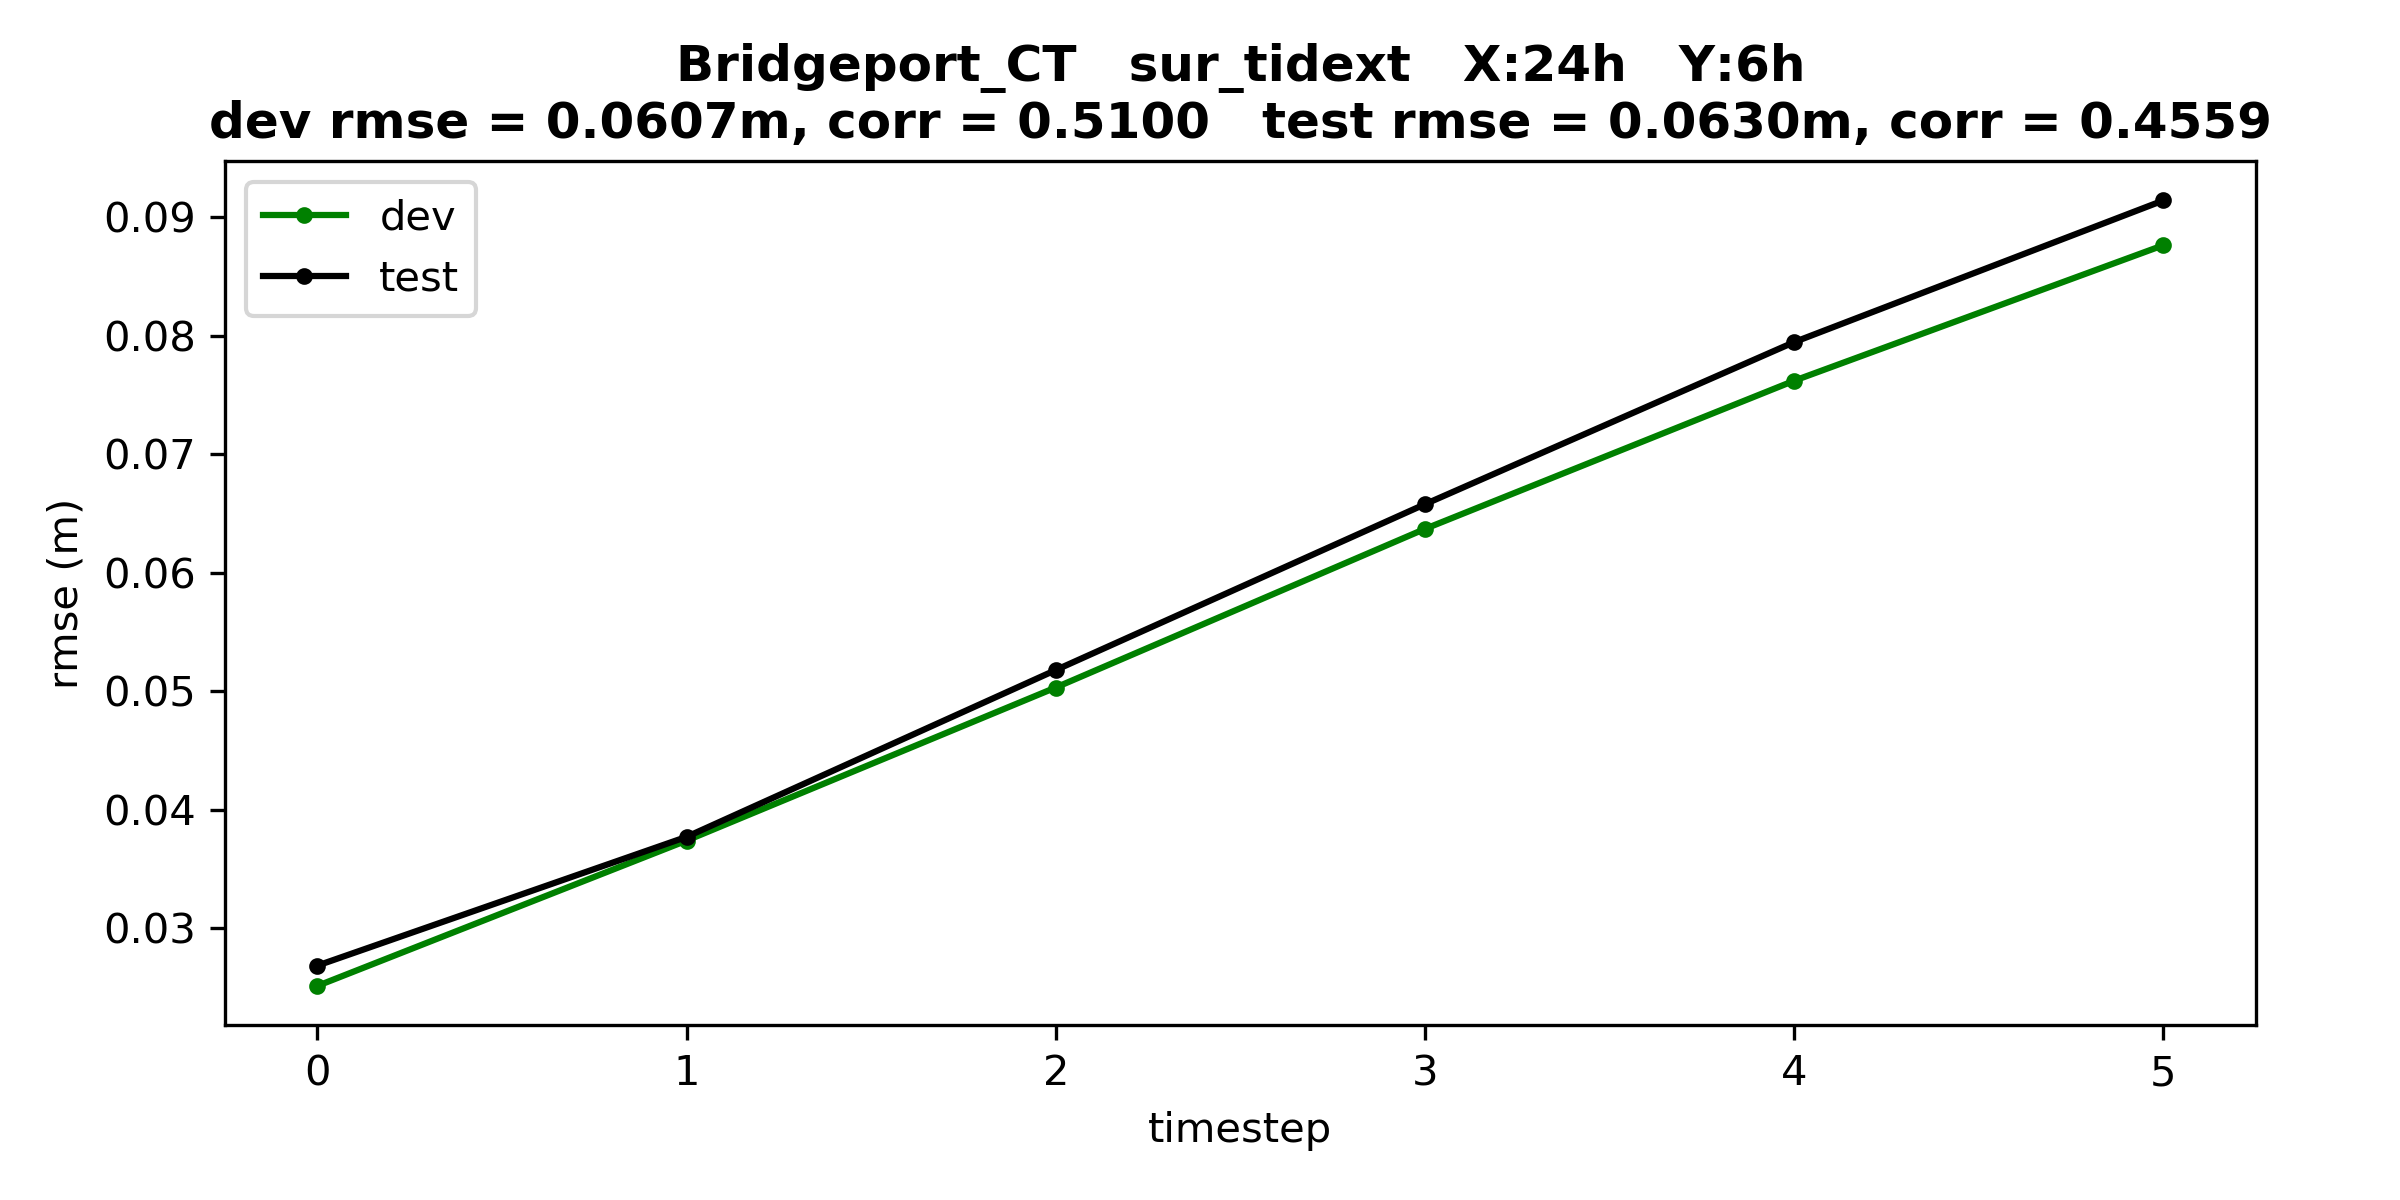 Bridgeport_CT   sur_tidext   X:24h   Y:6h
dev rmse = 0.0607m, corr = 0.5100   test rmse = 0.0630m, corr = 0.4559
dev
test
0.09
0.08
0.07
0.06
0.05
0.04
0.03
rmse (m)
0 1 2 3 4 5
timestep